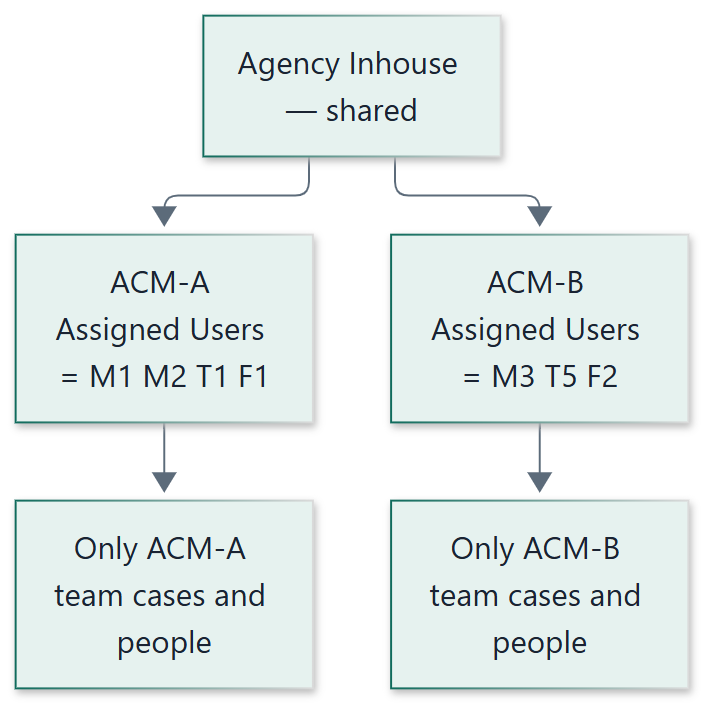 Agency Inhouse
— shared
ACM-A
Assigned Users
= M1 M2 T1 F1
ACM-B
Assigned Users
= M3 T5 F2
Only ACM-A
team cases and
people
Only ACM-B
team cases and
people